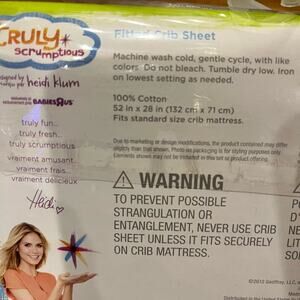 CRULY
scrumptious
designed by heidi klum
BABIESRUS
truly fun..
truly fresh..
truly scrumptious
vraiment amusant
vraiment frais..
vraiment délicieux
Heidi
Fitted Crib Sheet
Machine wash cold, gentle cycle, with like
colors. Do not bleach. Tumble dry low. Iron
on lowest setting as needed.
100% Cotton
52 in x 28 in (132 cm x 71 cm)
Fits standard size crib mattress.
Due to marketing or design modifications, the product contained may differ
slightly from that shown. Photo on packaging is for styling purposes only.
Elements shown may not be included in this set of product offering.
WARNING
TO PREVENT POSSIBLE
STRANGULATION OR
ENTANGLEMENT, NEVER USE CRIB
SHEET UNLESS IT FITS SECURELY
ON CRIB MATTRESS.
©2012 Geoffrey, LLC